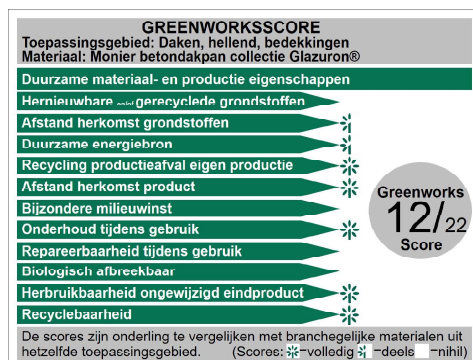 GREENWORKSSCORE
Toepassingsgebied: Daken, hellend, bedekkingen
Materiaal: Monier betondakpan collectie Glazuron®
Duurzame materiaal- en productie eigenschappen
Hernieuwbare en/of gerecyclede grondstoffen
Afstand herkomst grondstoffen
Duurzame energiebron
Recycling productieafval eigen productie
Afstand herkomst product
Bijzondere milieuwinst
Onderhoud tijdens gebruik
Repareerbaarheid tijdens gebruik
Biologisch afbreekbaar
Herbruikbaarheid ongewijzigd eindproduct
Recyclebaarheid
Greenworks
12/22
Score
De scores zijn onderling te vergelijken met branchegelijke materialen uit
hetzelfde toepassingsgebied. (Scores: =volledig =deels =nihil)